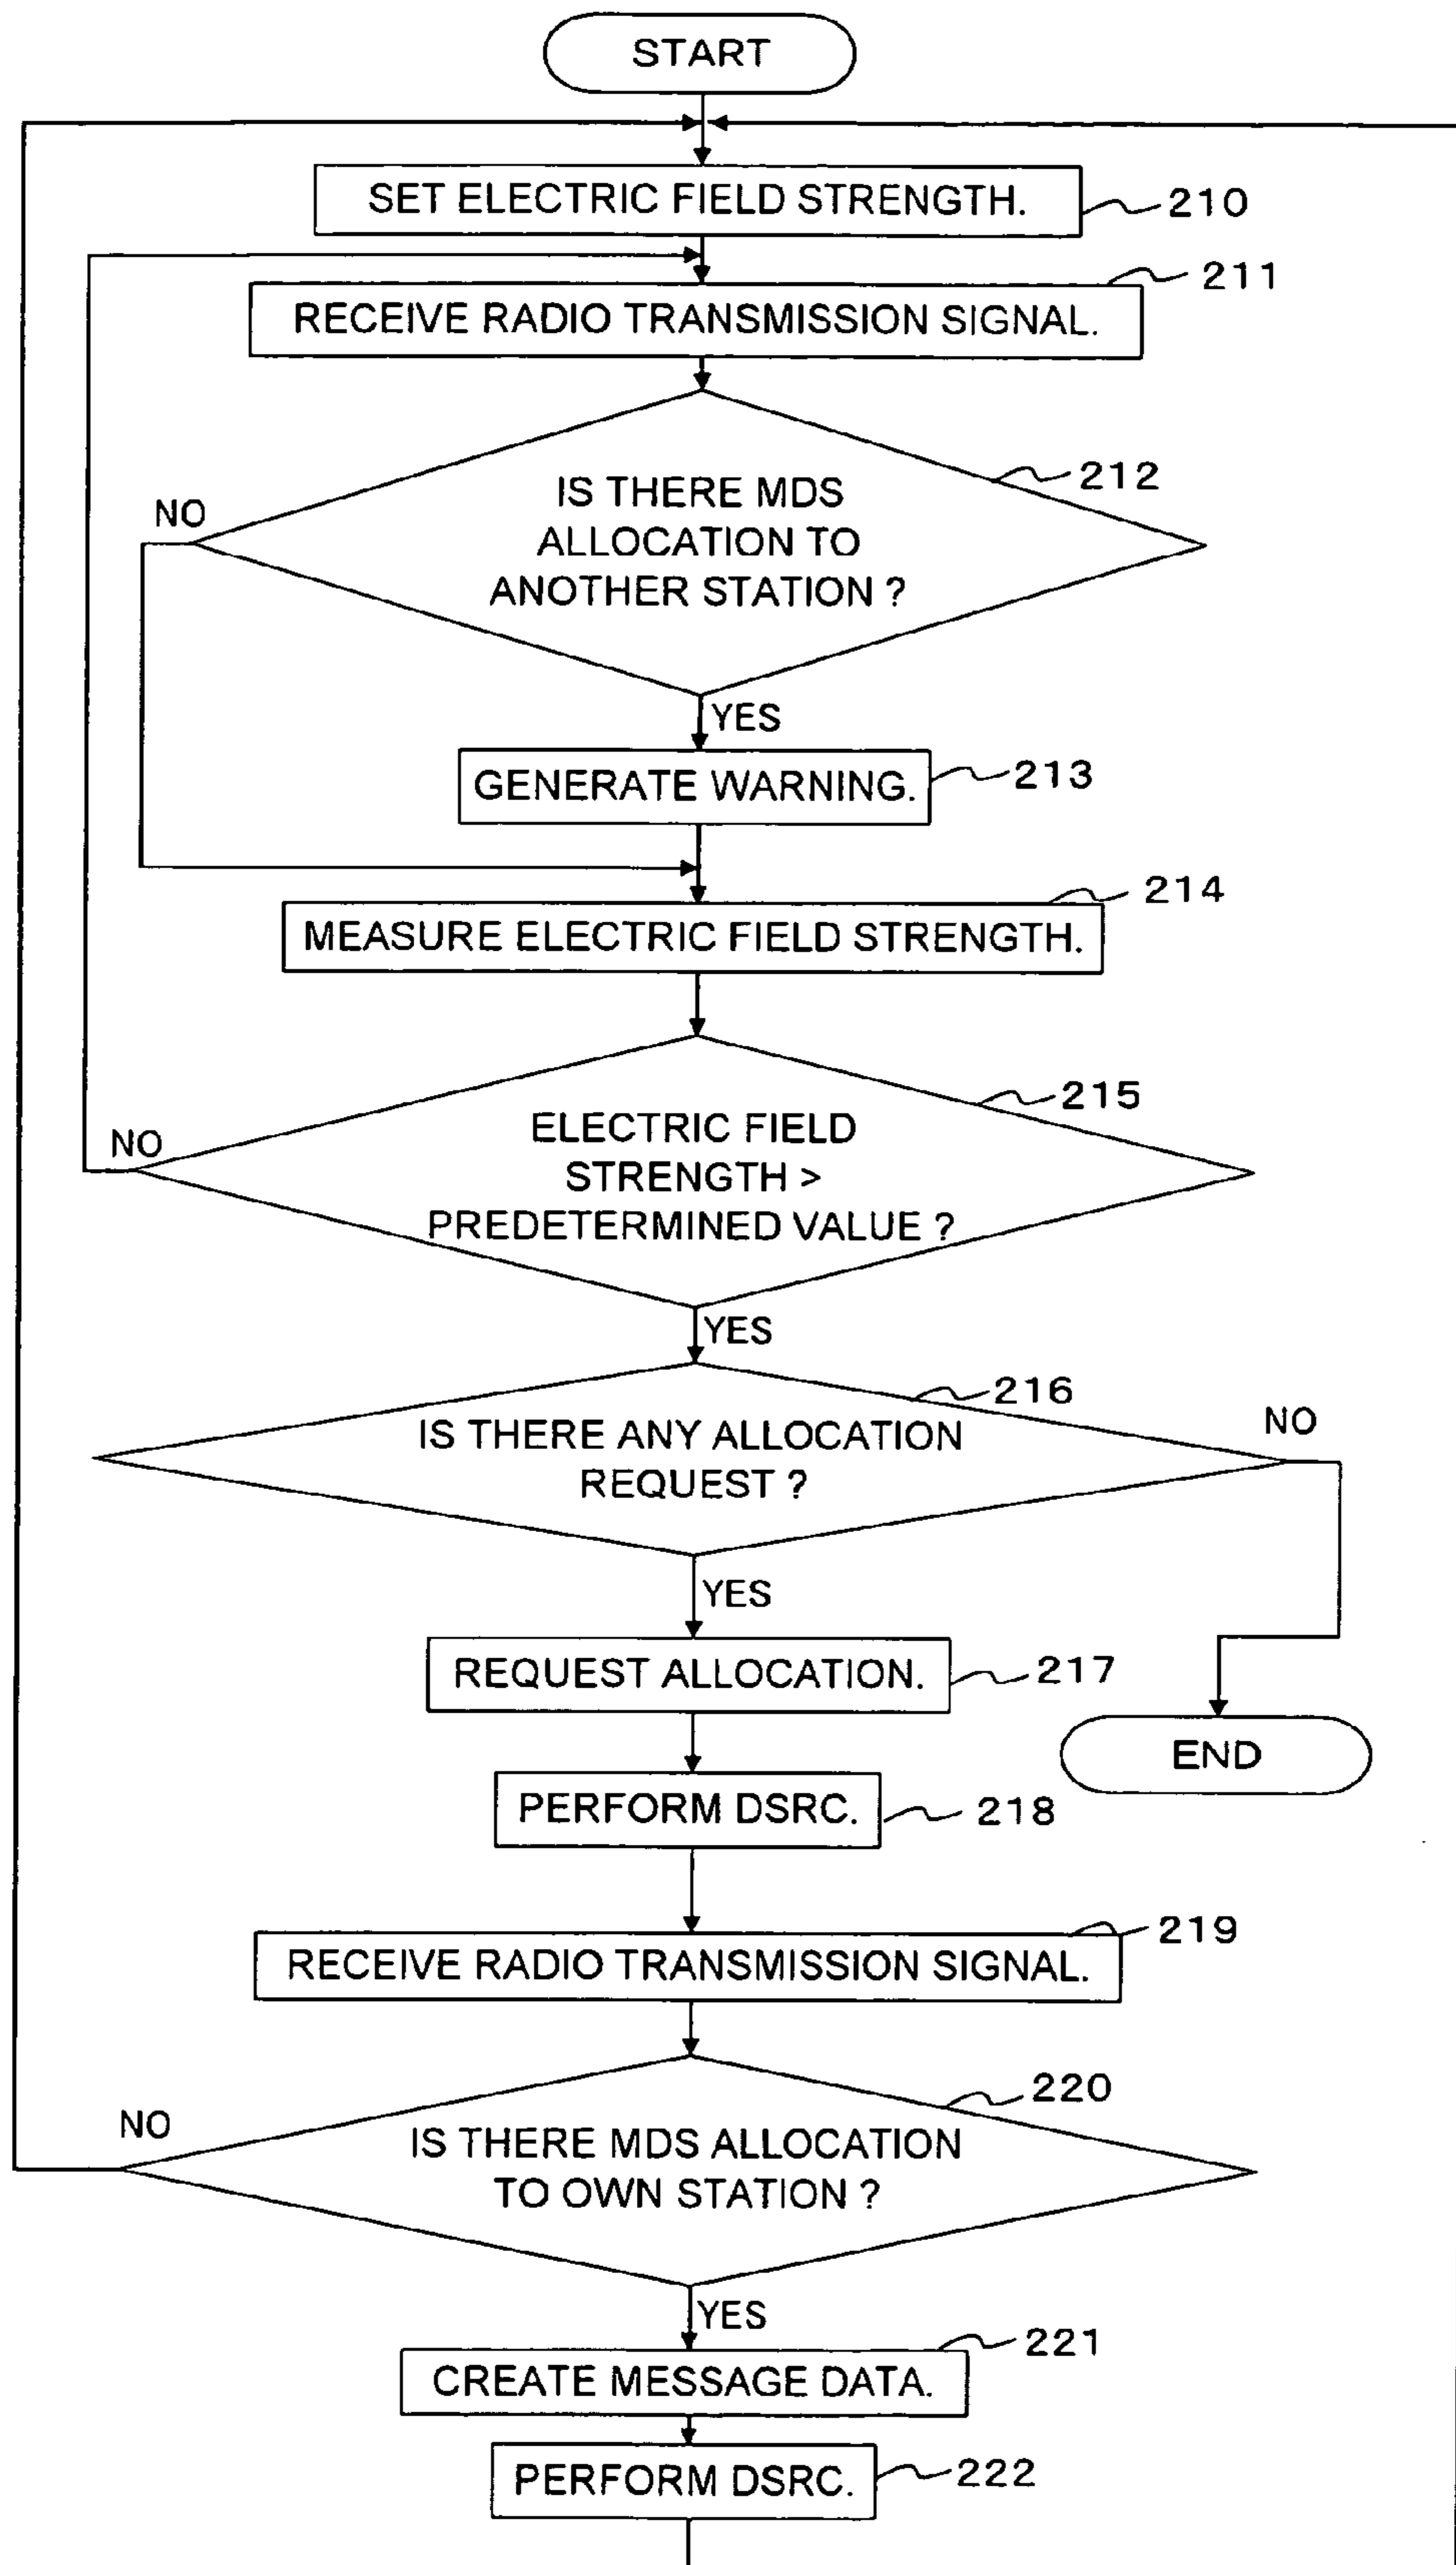 START
SET ELECTRIC FIELD STRENGTH.
210
RECEIVE RADIO TRANSMISSION SIGNAL.
211
IS THERE MDS
ALLOCATION TO
ANOTHER STATION ?
212
NO
YES
GENERATE WARNING.
213
MEASURE ELECTRIC FIELD STRENGTH.
214
ELECTRIC FIELD
STRENGTH >
PREDETERMINED VALUE ?
215
NO
YES
IS THERE ANY ALLOCATION
REQUEST ?
216
NO
YES
REQUEST ALLOCATION.
217
END
PERFORM DSRC.
218
RECEIVE RADIO TRANSMISSION SIGNAL.
219
IS THERE MDS ALLOCATION
TO OWN STATION ?
220
NO
YES
CREATE MESSAGE DATA.
221
PERFORM DSRC.
222